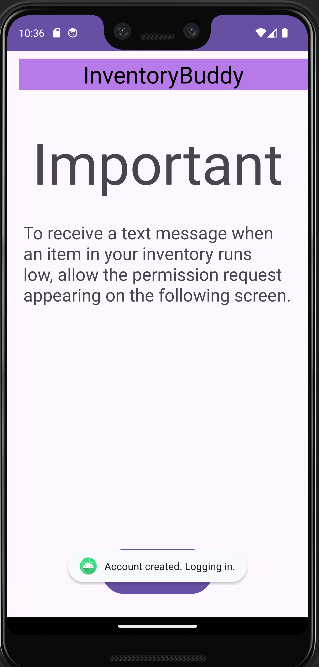 10:36
InventoryBuddy
Important
To receive a text message when
an item in your inventory runs
low, allow the permission request
appearing on the following screen.
Account created. Logging in.